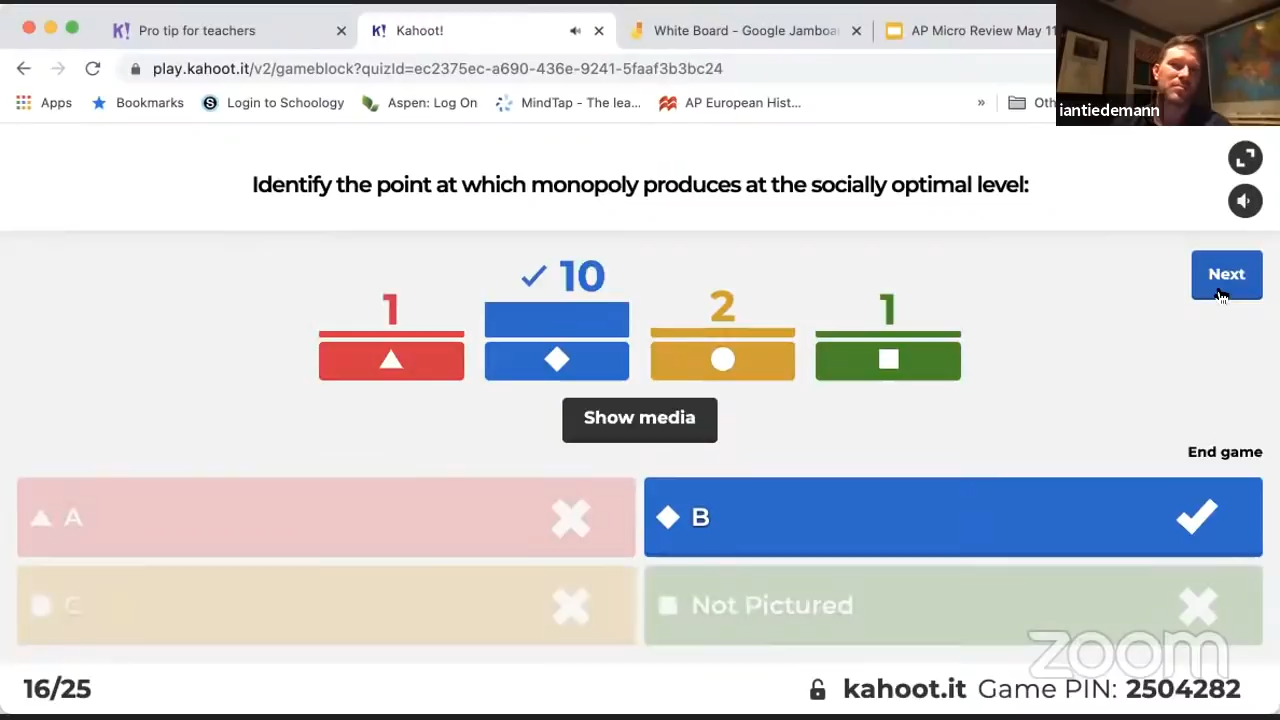 K! Pro tip for teachers
K! Kahoot!
White Board - Google Jamboa
AP Micro Review May 11
play.kahoot.it/v2/gameblock?quizId=ec2375ec-a690-436e-9241-5faaf3b3bc24
Apps
Bookmarks
S Login to Schoology
Aspen: Log On
MindTap - The lea...
AP European Hist...
»
Oth
iantiedemann
Identify the point at which monopoly produces at the socially optimal level:
Next
1
10
2
1
Show media
End game
A
B
C
Not Pictured
zoom
16/25
kahoot.it Game PIN: 2504282